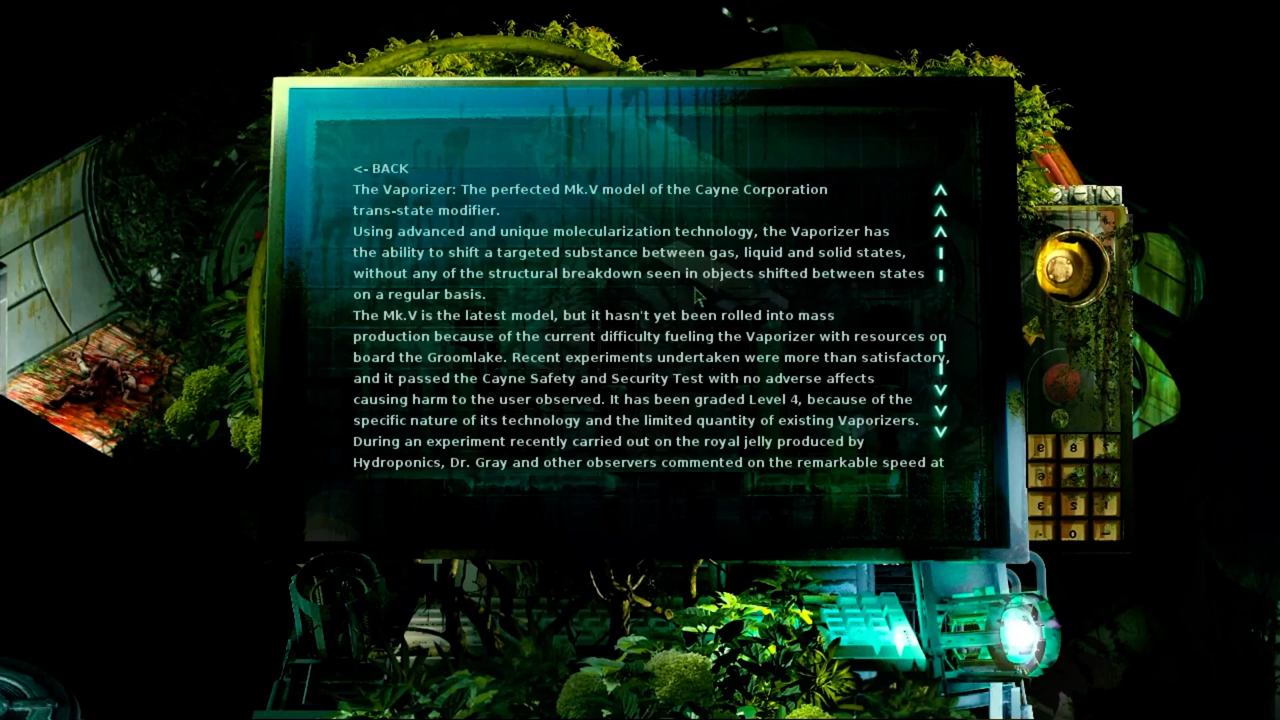 <- BACK
The Vaporizer: The perfected Mk.V model of the Cayne Corporation
trans-state modifier.
Using advanced and unique molecularization technology, the Vaporizer has
the ability to shift a targeted substance between gas, liquid and solid states,
without any of the structural breakdown seen in objects shifted between states
on a regular basis.
The Mk.V is the latest model, but it hasn't yet been rolled into mass
production because of the current difficulty fueling the Vaporizer with resources on
board the Groomlake. Recent experiments undertaken were more than satisfactory,
and it passed the Cayne Safety and Security Test with no adverse affects
causing harm to the user observed. It has been graded Level 4, because of the
specific nature of its technology and the limited quantity of existing Vaporizers.
During an experiment recently carried out on the royal jelly produced by
Hydroponics, Dr. Gray and other observers commented on the remarkable speed at